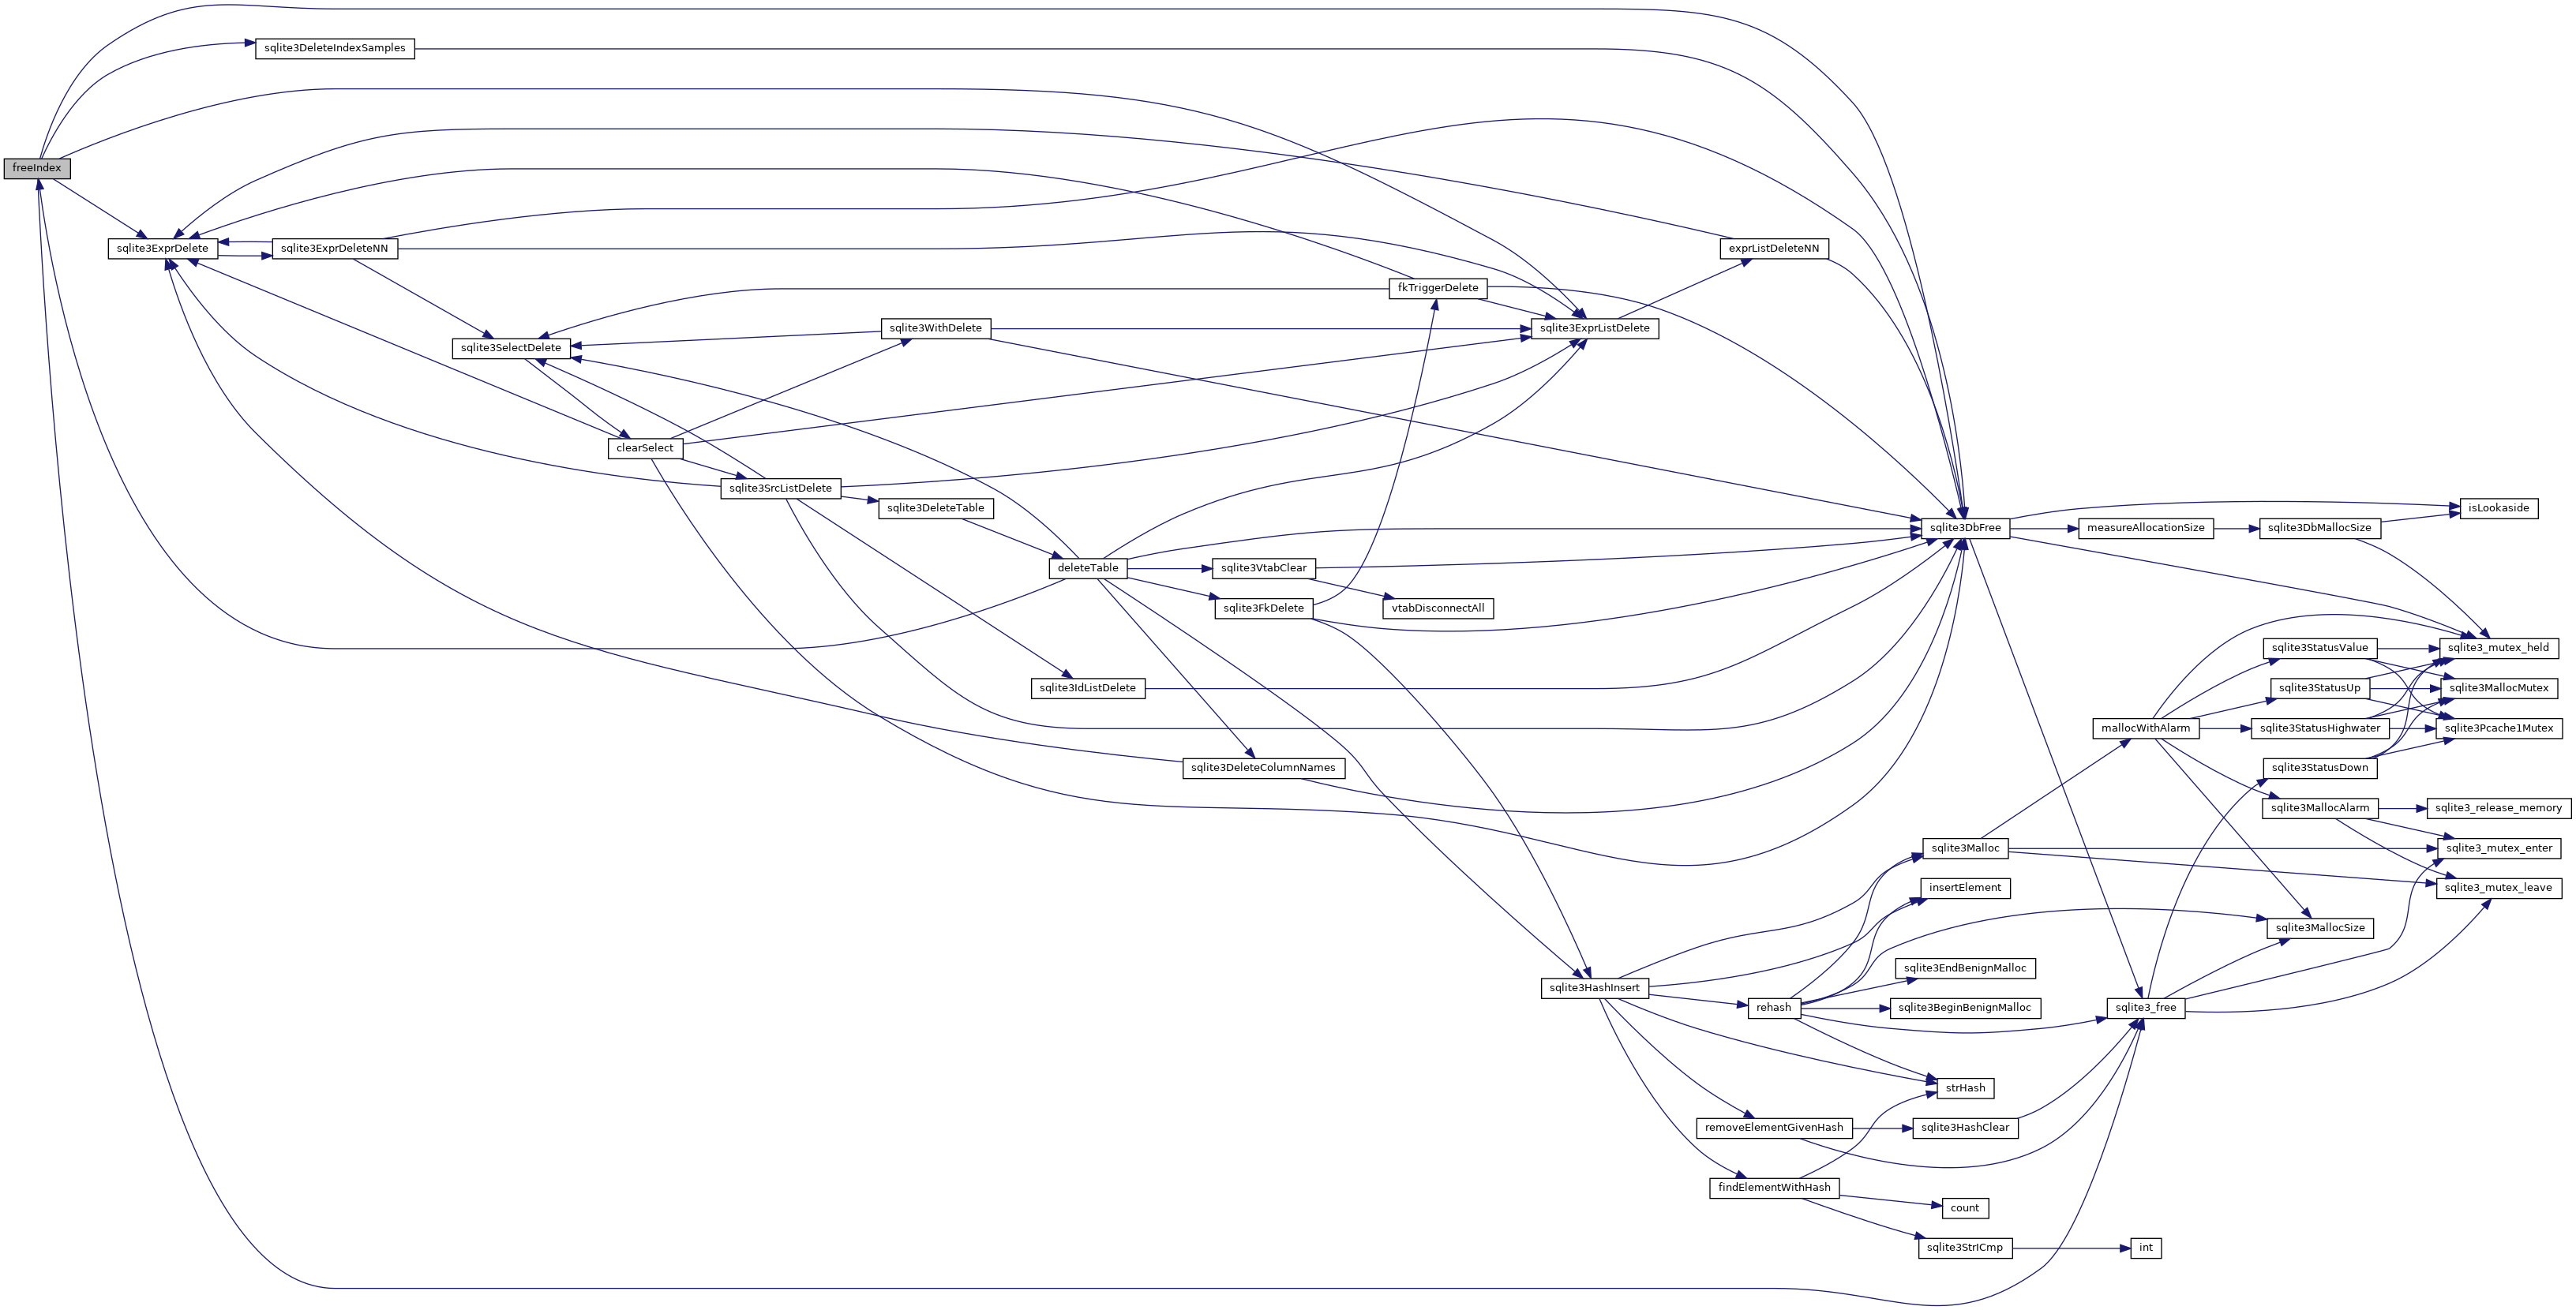 freeIndex
sqlite3DeleteIndexSamples
sqlite3ExprDelete
sqlite3ExprDeleteNN
sqlite3SelectDelete
clearSelect
sqlite3WithDelete
sqlite3SrcListDelete
sqlite3DeleteTable
deleteTable
sqlite3IdListDelete
sqlite3VtabClear
sqlite3FkDelete
sqlite3DeleteColumnNames
fkTriggerDelete
vtabDisconnectAll
sqlite3ExprListDelete
exprListDeleteNN
sqlite3HashInsert
rehash
removeElementGivenHash
findElementWithHash
sqlite3DbFree
sqlite3Malloc
insertElement
sqlite3EndBenignMalloc
sqlite3BeginBenignMalloc
strHash
sqlite3HashClear
count
sqlite3StrICmp
measureAllocationSize
mallocWithAlarm
sqlite3_free
int
sqlite3DbMallocSize
sqlite3StatusValue
sqlite3StatusUp
sqlite3StatusHighwater
sqlite3StatusDown
sqlite3MallocAlarm
sqlite3MallocSize
isLookaside
sqlite3_mutex_held
sqlite3MallocMutex
sqlite3Pcache1Mutex
sqlite3_release_memory
sqlite3_mutex_enter
sqlite3_mutex_leave